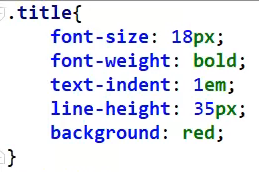 .title{
    font-size: 18px;
    font-weight: bold;
    text-indent: 1em;
    line-height: 35px;
    background: red;
}